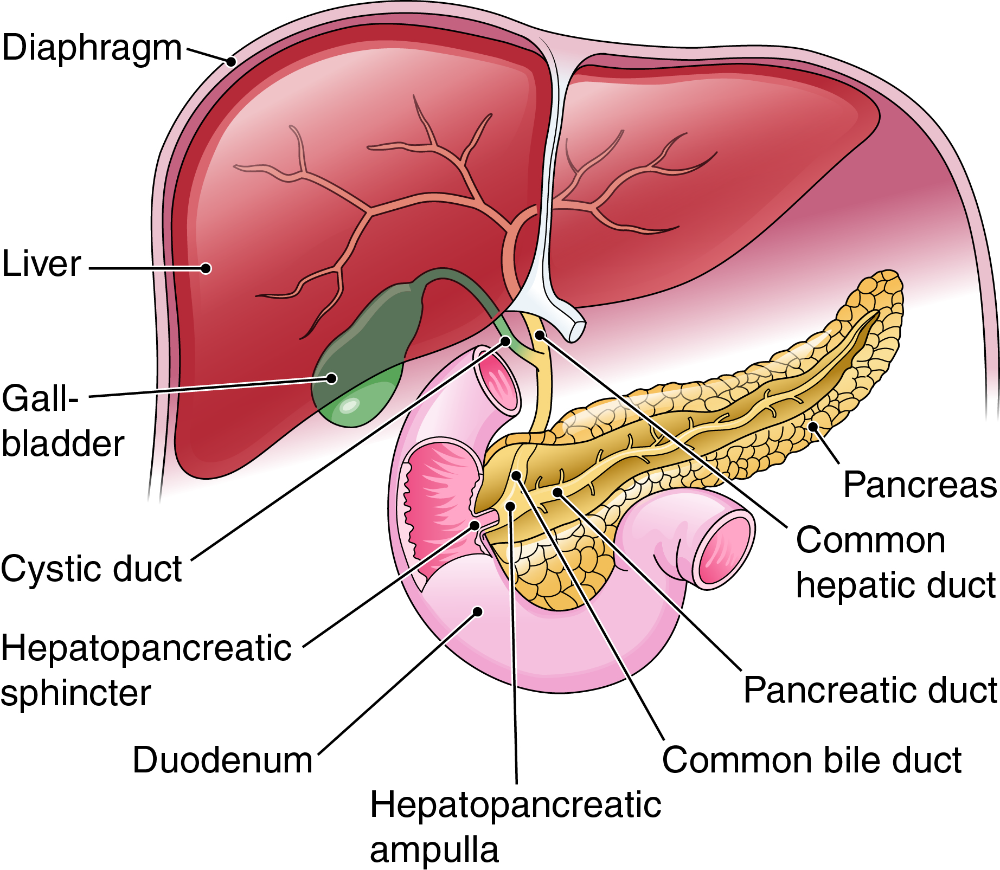 Diaphragm
Liver
Gall-
bladder
Pancreas
Common
hepatic duct
Cystic duct
Hepatopancreatic
sphincter
Pancreatic duct
Duodenum
Common bile duct
Hepatopancreatic
ampulla